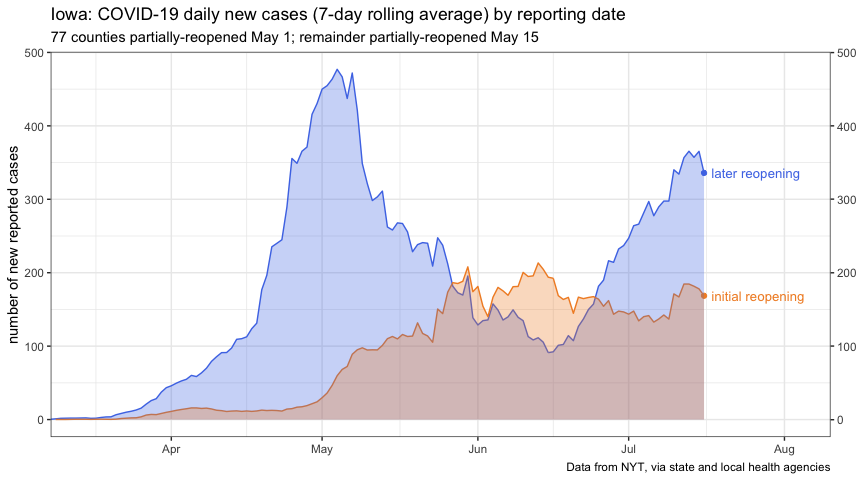 Iowa: COVID-19 daily new cases (7-day rolling average) by reporting date
77 counties partially-reopened May 1; remainder partially-reopened May 15
number of new reported cases
500
400
300
200
100
0
500
400
300
200
100
0
later reopening
initial reopening
Apr
May
Jun
Jul
Aug
Data from NYT, via state and local health agencies